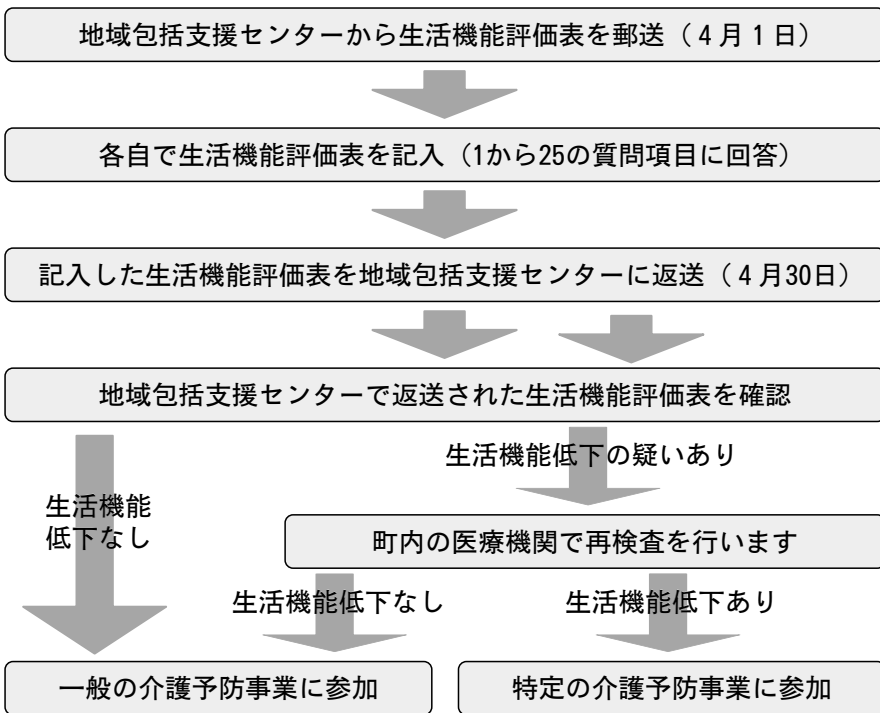 地域包括支援センターから生活機能評価表を郵送（４月１日）
各自で生活機能評価表を記入（1から25の質問項目に回答）
記入した生活機能評価表を地域包括支援センターに返送（４月30日）
地域包括支援センターで返送された生活機能評価表を確認
生活機能低下の疑いあり
生活機能
低下なし
町内の医療機関で再検査を行います
生活機能低下なし
生活機能低下あり
一般の介護予防事業に参加
特定の介護予防事業に参加